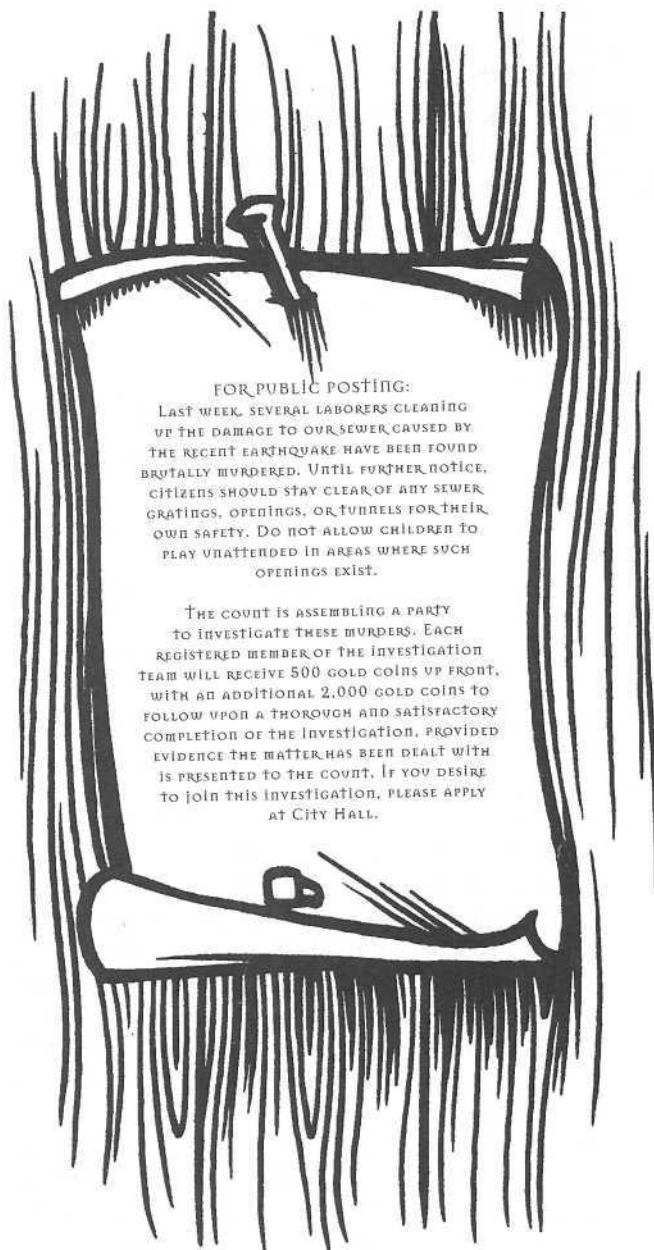 FOR PUBLIC POSTING:
Last week, several laborers cleaning
up the damage to our sewer caused by
the recent earthquake have been found
brutally murdered. Until further notice,
citizens should stay clear of any sewer
gratings, openings, or tunnels for their
own safety. Do not allow children to
play unattended in areas where such
openings exist.

The count is assembling a party
to investigate these murders. Each
registered member of the investigation
team will receive 500 gold coins up front,
with an additional 2,000 gold coins to
follow upon a thorough and satisfactory
completion of the investigation, provided
evidence the matter has been dealt with
is presented to the count. If you desire
to join this investigation, please apply
at City Hall.